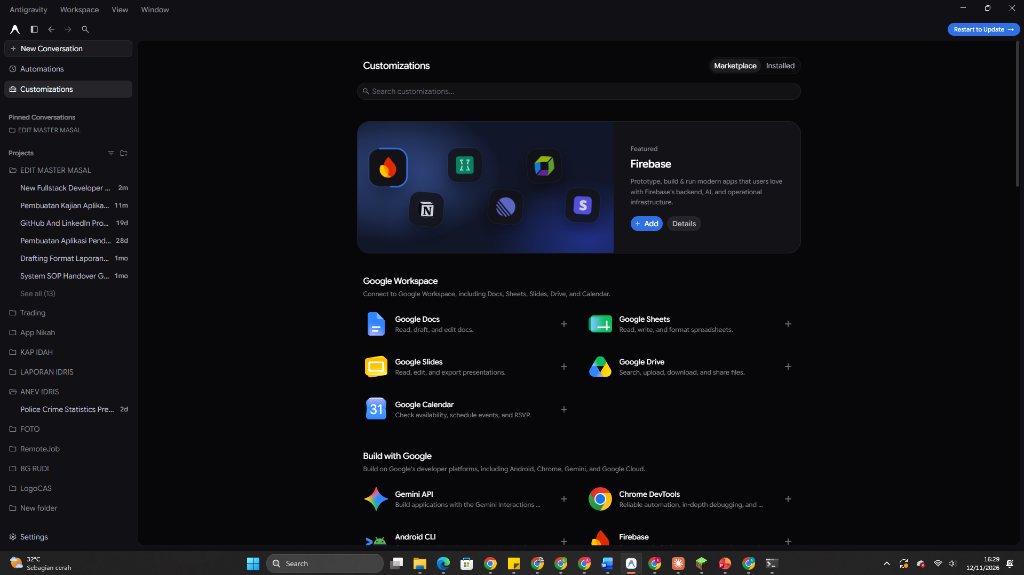 Antigravity Workspace View Window
Restart to Update →
+ New Conversation
Automations
Customizations
Pinned Conversations
EDIT MASTER MASAL
Projects
EDIT MASTER MASAL
New Fullstack Developer ... 2m
Pembuatan Kajian Aplika... 11m
GitHub And LinkedIn Pro... 19d
Pembuatan Aplikasi Pend... 28d
Drafting Format Laporan... 1mo
System SOP Handover G... 1mo
See all (13)
Trading
App Nikah
KAP IDAH
LAPORAN IDRIS
ANEV IDRIS
Police Crime Statistics Pre... 2d
FOTO
RemoteJob
BG RUDI
LogoCAS
New folder
Settings
Customizations
Marketplace Installed
Search customizations...
Featured
Firebase
Prototype, build & run modern apps that users love
with Firebase's backend, AI, and operational
infrastructure.
+ Add Details
Google Workspace
Connect to Google Workspace, including Docs, Sheets, Slides, Drive, and Calendar.
Google Docs
Read, draft, and edit docs.
Google Sheets
Read, write, and format spreadsheets.
Google Slides
Read, edit, and export presentations.
Google Drive
Search, upload, download, and share files.
31
Google Calendar
Check availability, schedule events, and RSVP.
Build with Google
Build on Google's developer platforms, including Android, Chrome, Gemini, and Google Cloud.
Gemini API
Build applications with the Gemini Interactions ...
Chrome DevTools
Reliable automation, in-depth debugging, and ...
Android CLI
Firebase
32°C
Sebagian cerah
Search
16:29
12/11/2026